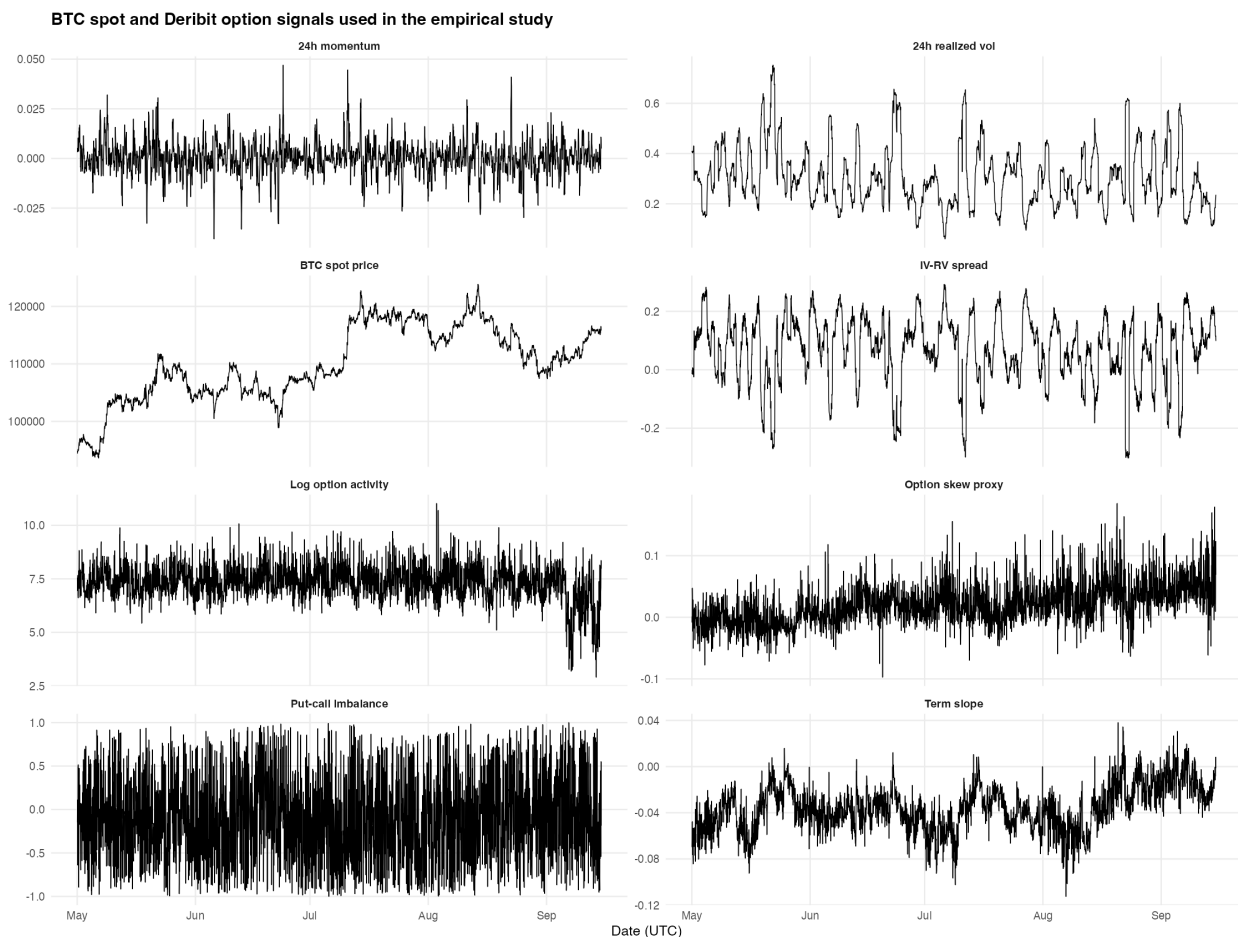 BTC spot and Deribit option signals used in the empirical study
24h momentum
0.050
0.025
0.000
-0.025
24h realized vol
0.6
0.4
0.2
BTC spot price
120000
110000
100000
IV-RV spread
0.2
0.0
-0.2
Log option activity
10.0
7.5
5.0
2.5
Option skew proxy
0.1
0.0
-0.1
Put-call imbalance
1.0
0.5
0.0
-0.5
-1.0
Term slope
0.04
0.00
-0.04
-0.08
-0.12
May Jun Jul Aug Sep
May Jun Jul Aug Sep
Date (UTC)